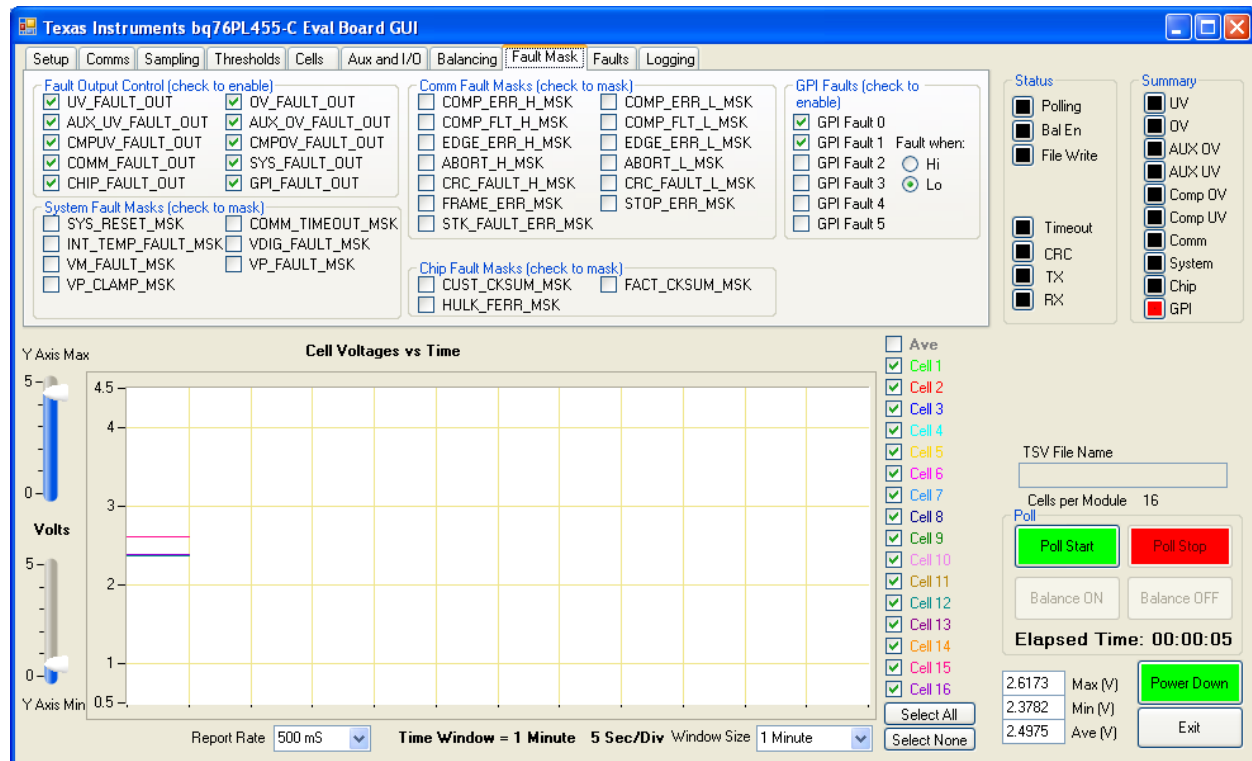 Texas Instruments bq76PL455-C Eval Board GUI
Setup Comms Sampling Thresholds Cells Aux and I/O Balancing Fault Mask Faults Logging
Fault Output Control (check to enable)
UV_FAULT_OUT OV_FAULT_OUT
AUX_UV_FAULT_OUT AUX_OV_FAULT_OUT
CMPUV_FAULT_OUT CMPOV_FAULT_OUT
COMM_FAULT_OUT SYS_FAULT_OUT
CHIP_FAULT_OUT GPI_FAULT_OUT
System Fault Masks (check to mask)
SYS_RESET_MSK COMM_TIMEOUT_MSK
INT_TEMP_FAULT_MSK VDIG_FAULT_MSK
VM_FAULT_MSK VP_FAULT_MSK
VP_CLAMP_MSK
Comm Fault Masks (check to mask)
COMP_ERR_H_MSK COMP_ERR_L_MSK
COMP_FLT_H_MSK COMP_FLT_L_MSK
EDGE_ERR_H_MSK EDGE_ERR_L_MSK
ABORT_H_MSK ABORT_L_MSK
CRC_FAULT_H_MSK CRC_FAULT_L_MSK
FRAME_ERR_MSK STOP_ERR_MSK
STK_FAULT_ERR_MSK
Chip Fault Masks (check to mask)
CUST_CKSUM_MSK FACT_CKSUM_MSK
HULK_FERR_MSK
GPI Faults (check to
enable)
GPI Fault 0
GPI Fault 1 Fault when:
GPI Fault 2 Hi
GPI Fault 3 Lo
GPI Fault 4
GPI Fault 5
Status
Polling
Bal En
File Write
Timeout
CRC
TX
RX
Summary
UV
OV
AUX OV
AUX UV
Comp OV
Comp UV
Comm
System
Chip
GPI
Y Axis Max
5
0
Volts
5
0
Y Axis Min
Cell Voltages vs Time
4.5
4
3
2
1
0.5
Ave
Cell 1
Cell 2
Cell 3
Cell 4
Cell 5
Cell 6
Cell 7
Cell 8
Cell 9
Cell 10
Cell 11
Cell 12
Cell 13
Cell 14
Cell 15
Cell 16
Select All
Select None
Report Rate 500 mS Time Window = 1 Minute 5 Sec/Div Window Size 1 Minute
TSV File Name
Cells per Module 16
Poll
Poll Start Poll Stop
Balance ON Balance OFF
Elapsed Time: 00:00:05
2.6173 Max (V)
2.3782 Min (V)
2.4975 Ave (V)
Power Down
Exit